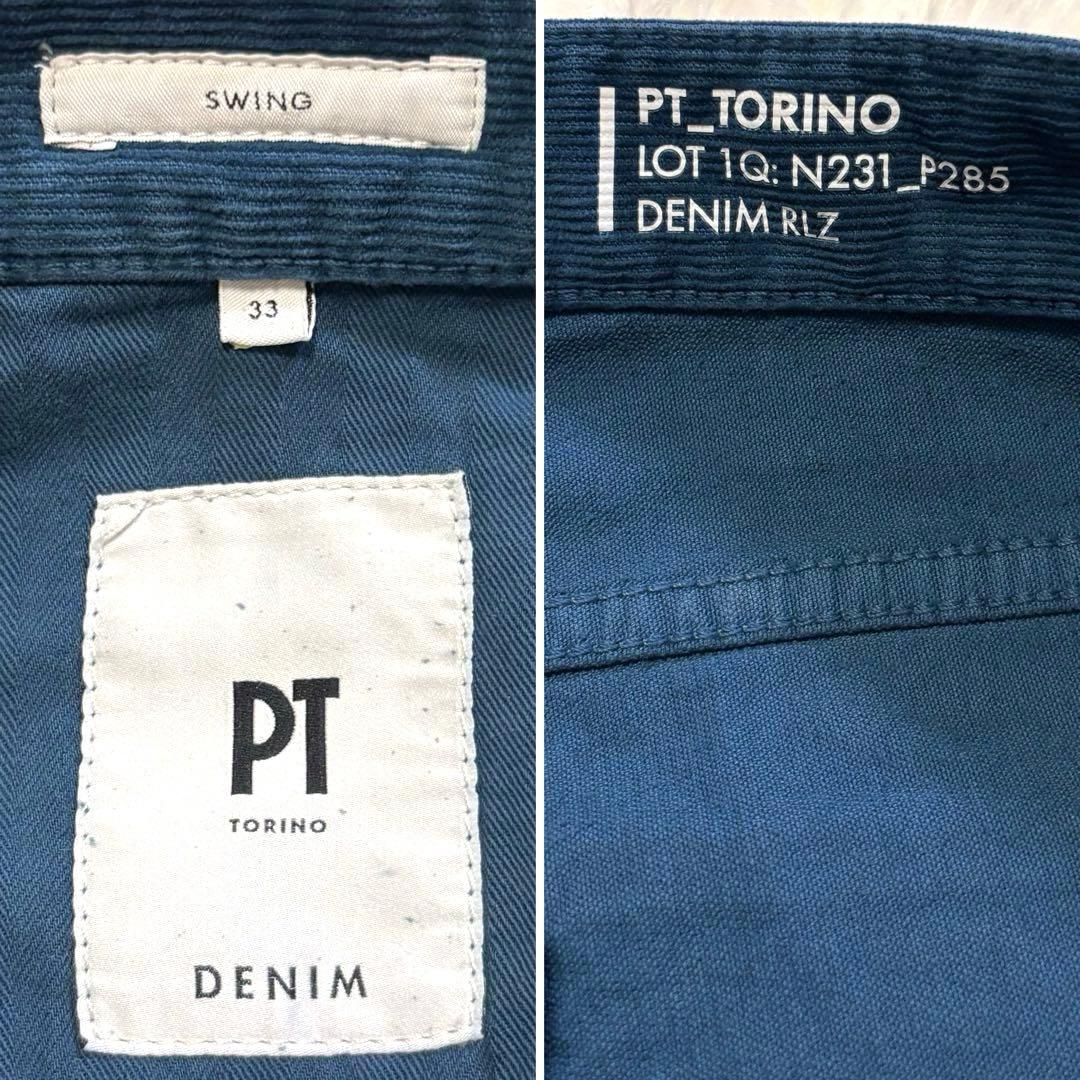 SWING
33
PT
TORINO
DENIM
PT_TORINO
LOT 1Q: N231_P285
DENIM RLZ